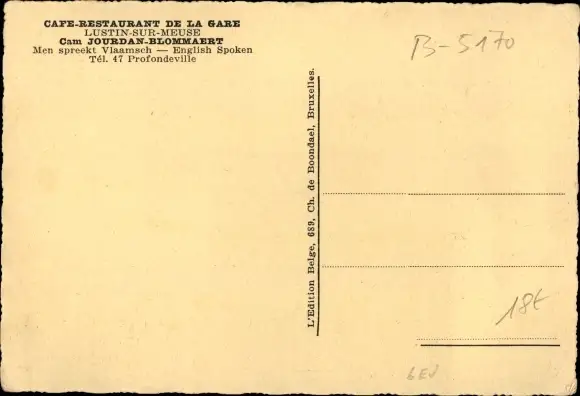 CAFE-RESTAURANT DE LA GARE
LUSTIN-SUR-MEUSE
Cam JOURDAN-BLOMMAERT
Men spreekt Vlaamsch — English Spoken
Tél. 47 Profondeville
B-5170
L'Edition Belge, 689, Ch. de Boondael, Bruxelles.
18€